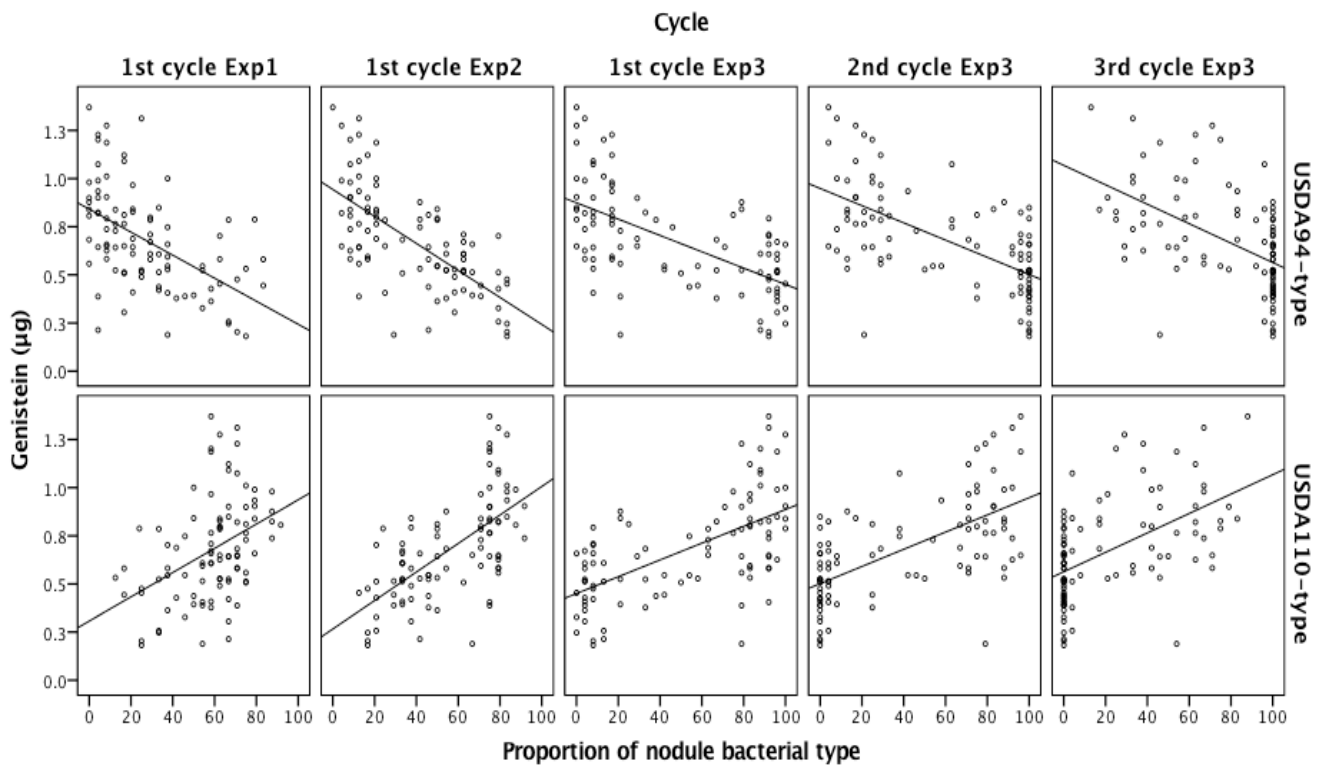 Cycle
1st cycle Exp1 1st cycle Exp2 1st cycle Exp3 2nd cycle Exp3 3rd cycle Exp3
1.3
1.0
0.8
0.5
0.3
0.0
USDA94-type
Genistein (µg)
1.3
1.0
0.8
0.5
0.3
0.0
USDA110-type
0 20 40 60 80 100 0 20 40 60 80 100 0 20 40 60 80 100 0 20 40 60 80 100 0 20 40 60 80 100
Proportion of nodule bacterial type